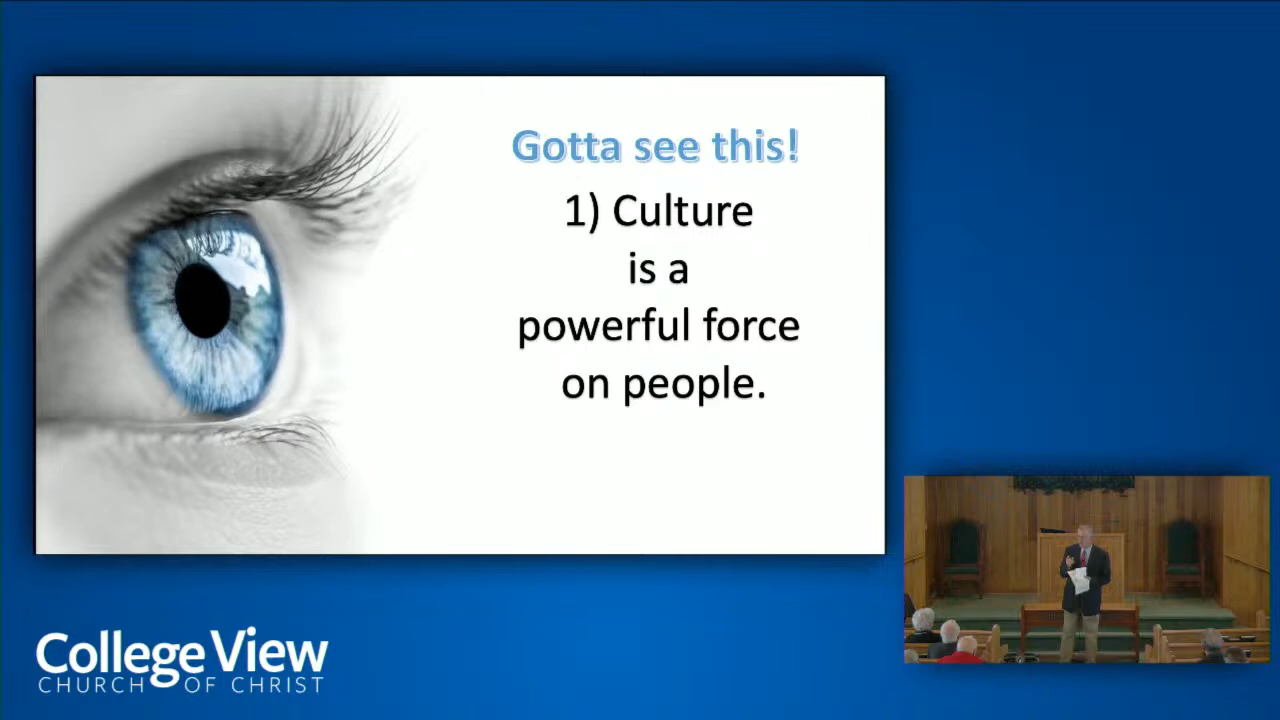 Gotta see this!
1) Culture
is a
powerful force
on people.
College View
CHURCH OF CHRIST